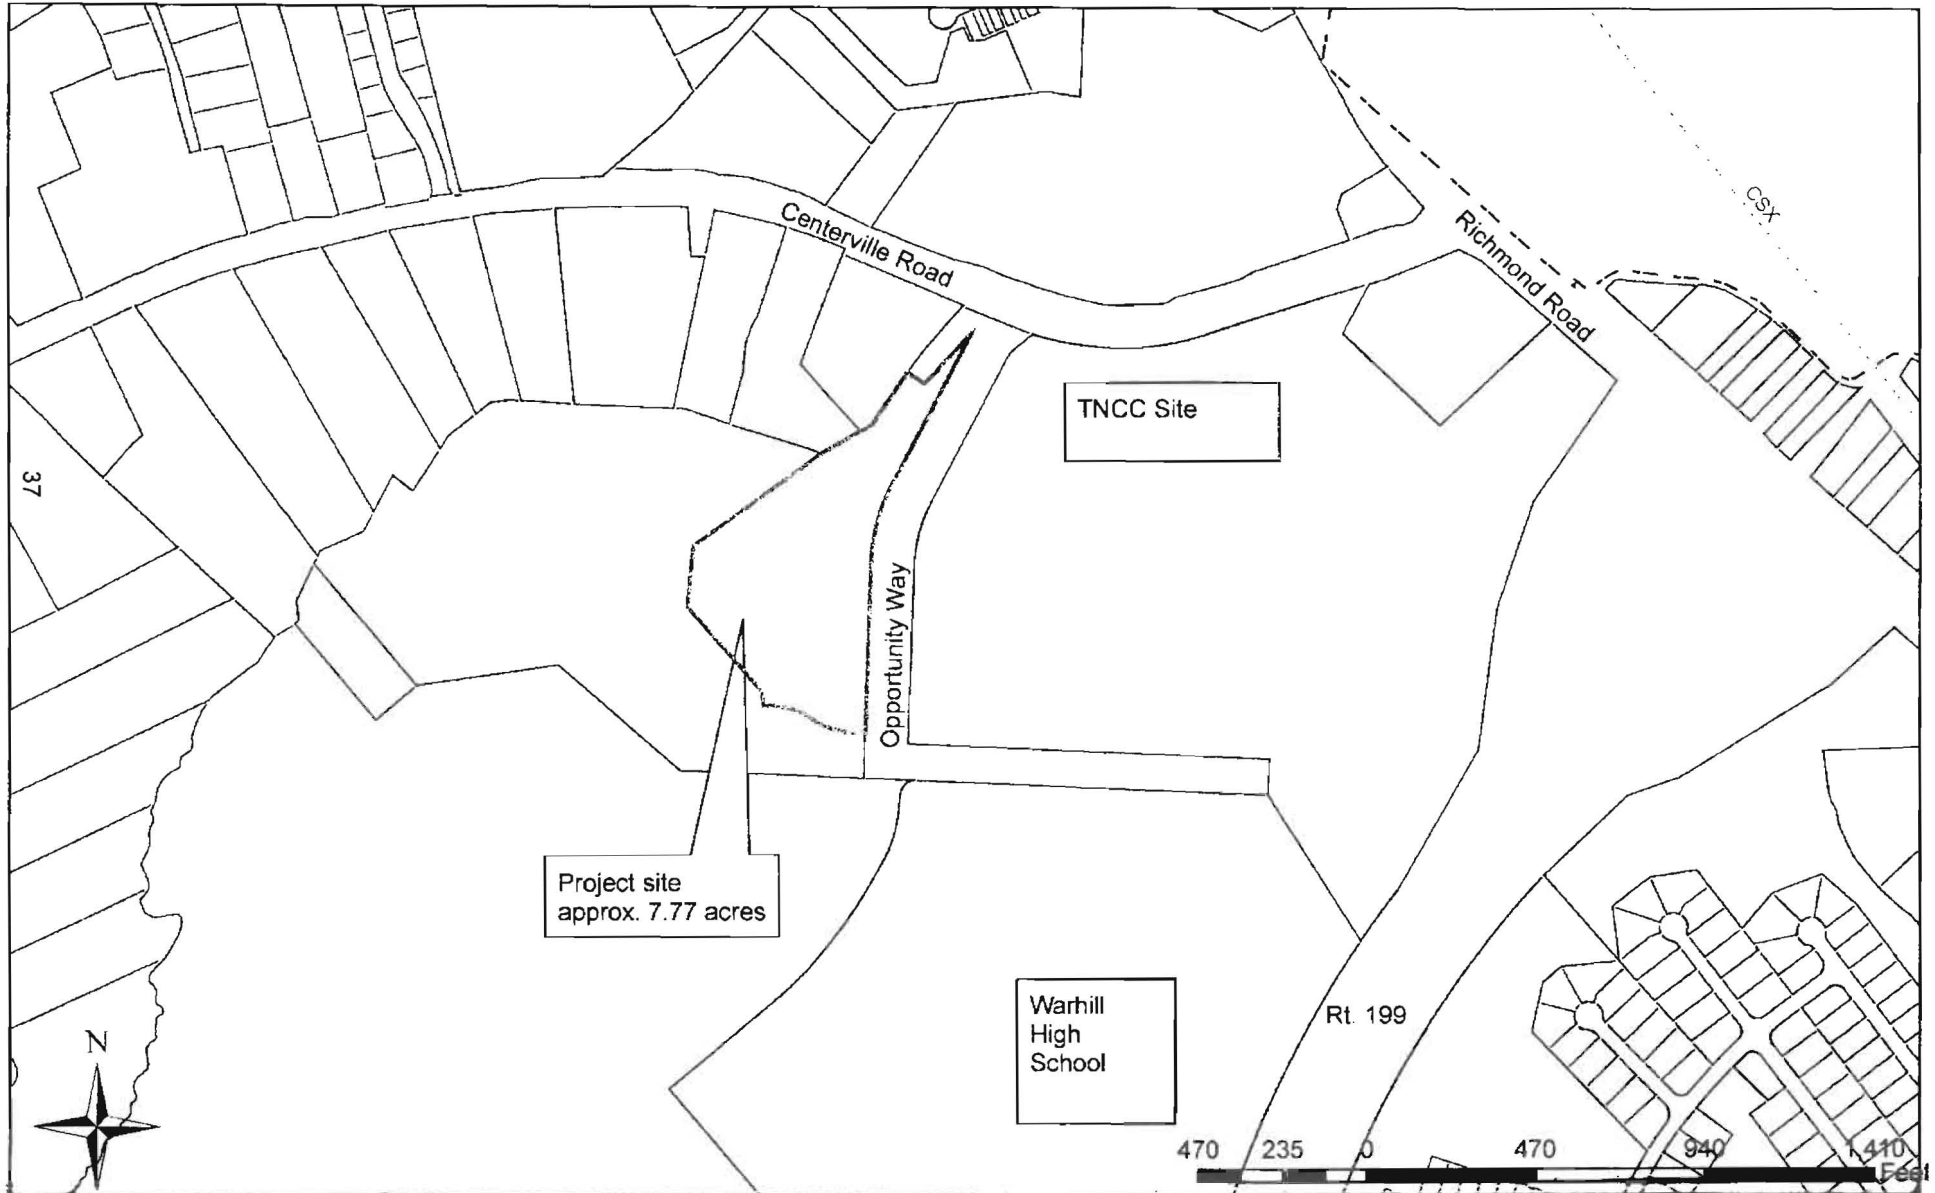 CSX
Richmond Road
Centerville Road
TNCC Site
37
Opportunity Way
Project site
approx. 7.77 acres
Warhill
High
School
Rt. 199
N
470 235 0 470 940 1,410
Feet